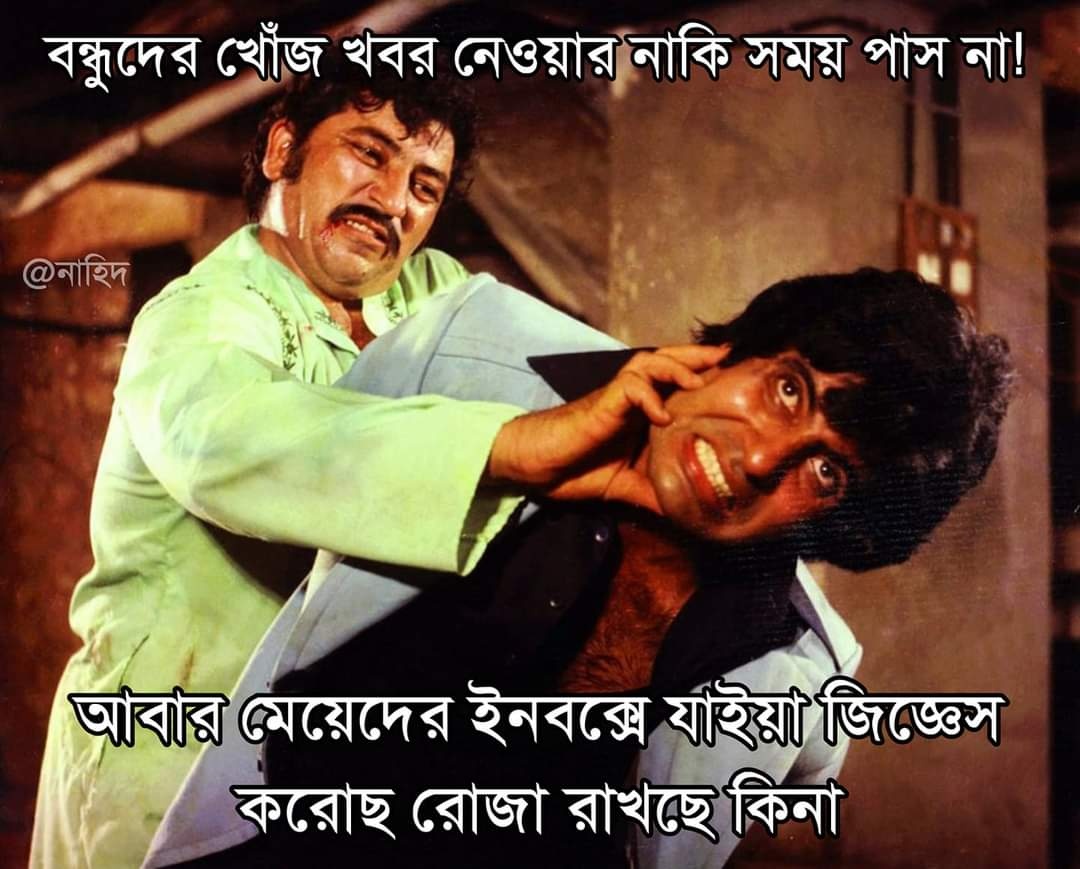 বন্ধুদের খোঁজ খবর নেওয়ার নাকি সময় পাস না!
@নাহিদ
আবার মেয়েদের ইনবক্সে যাইয়া জিজ্ঞেস
করোছ রোজা রাখছে কিনা